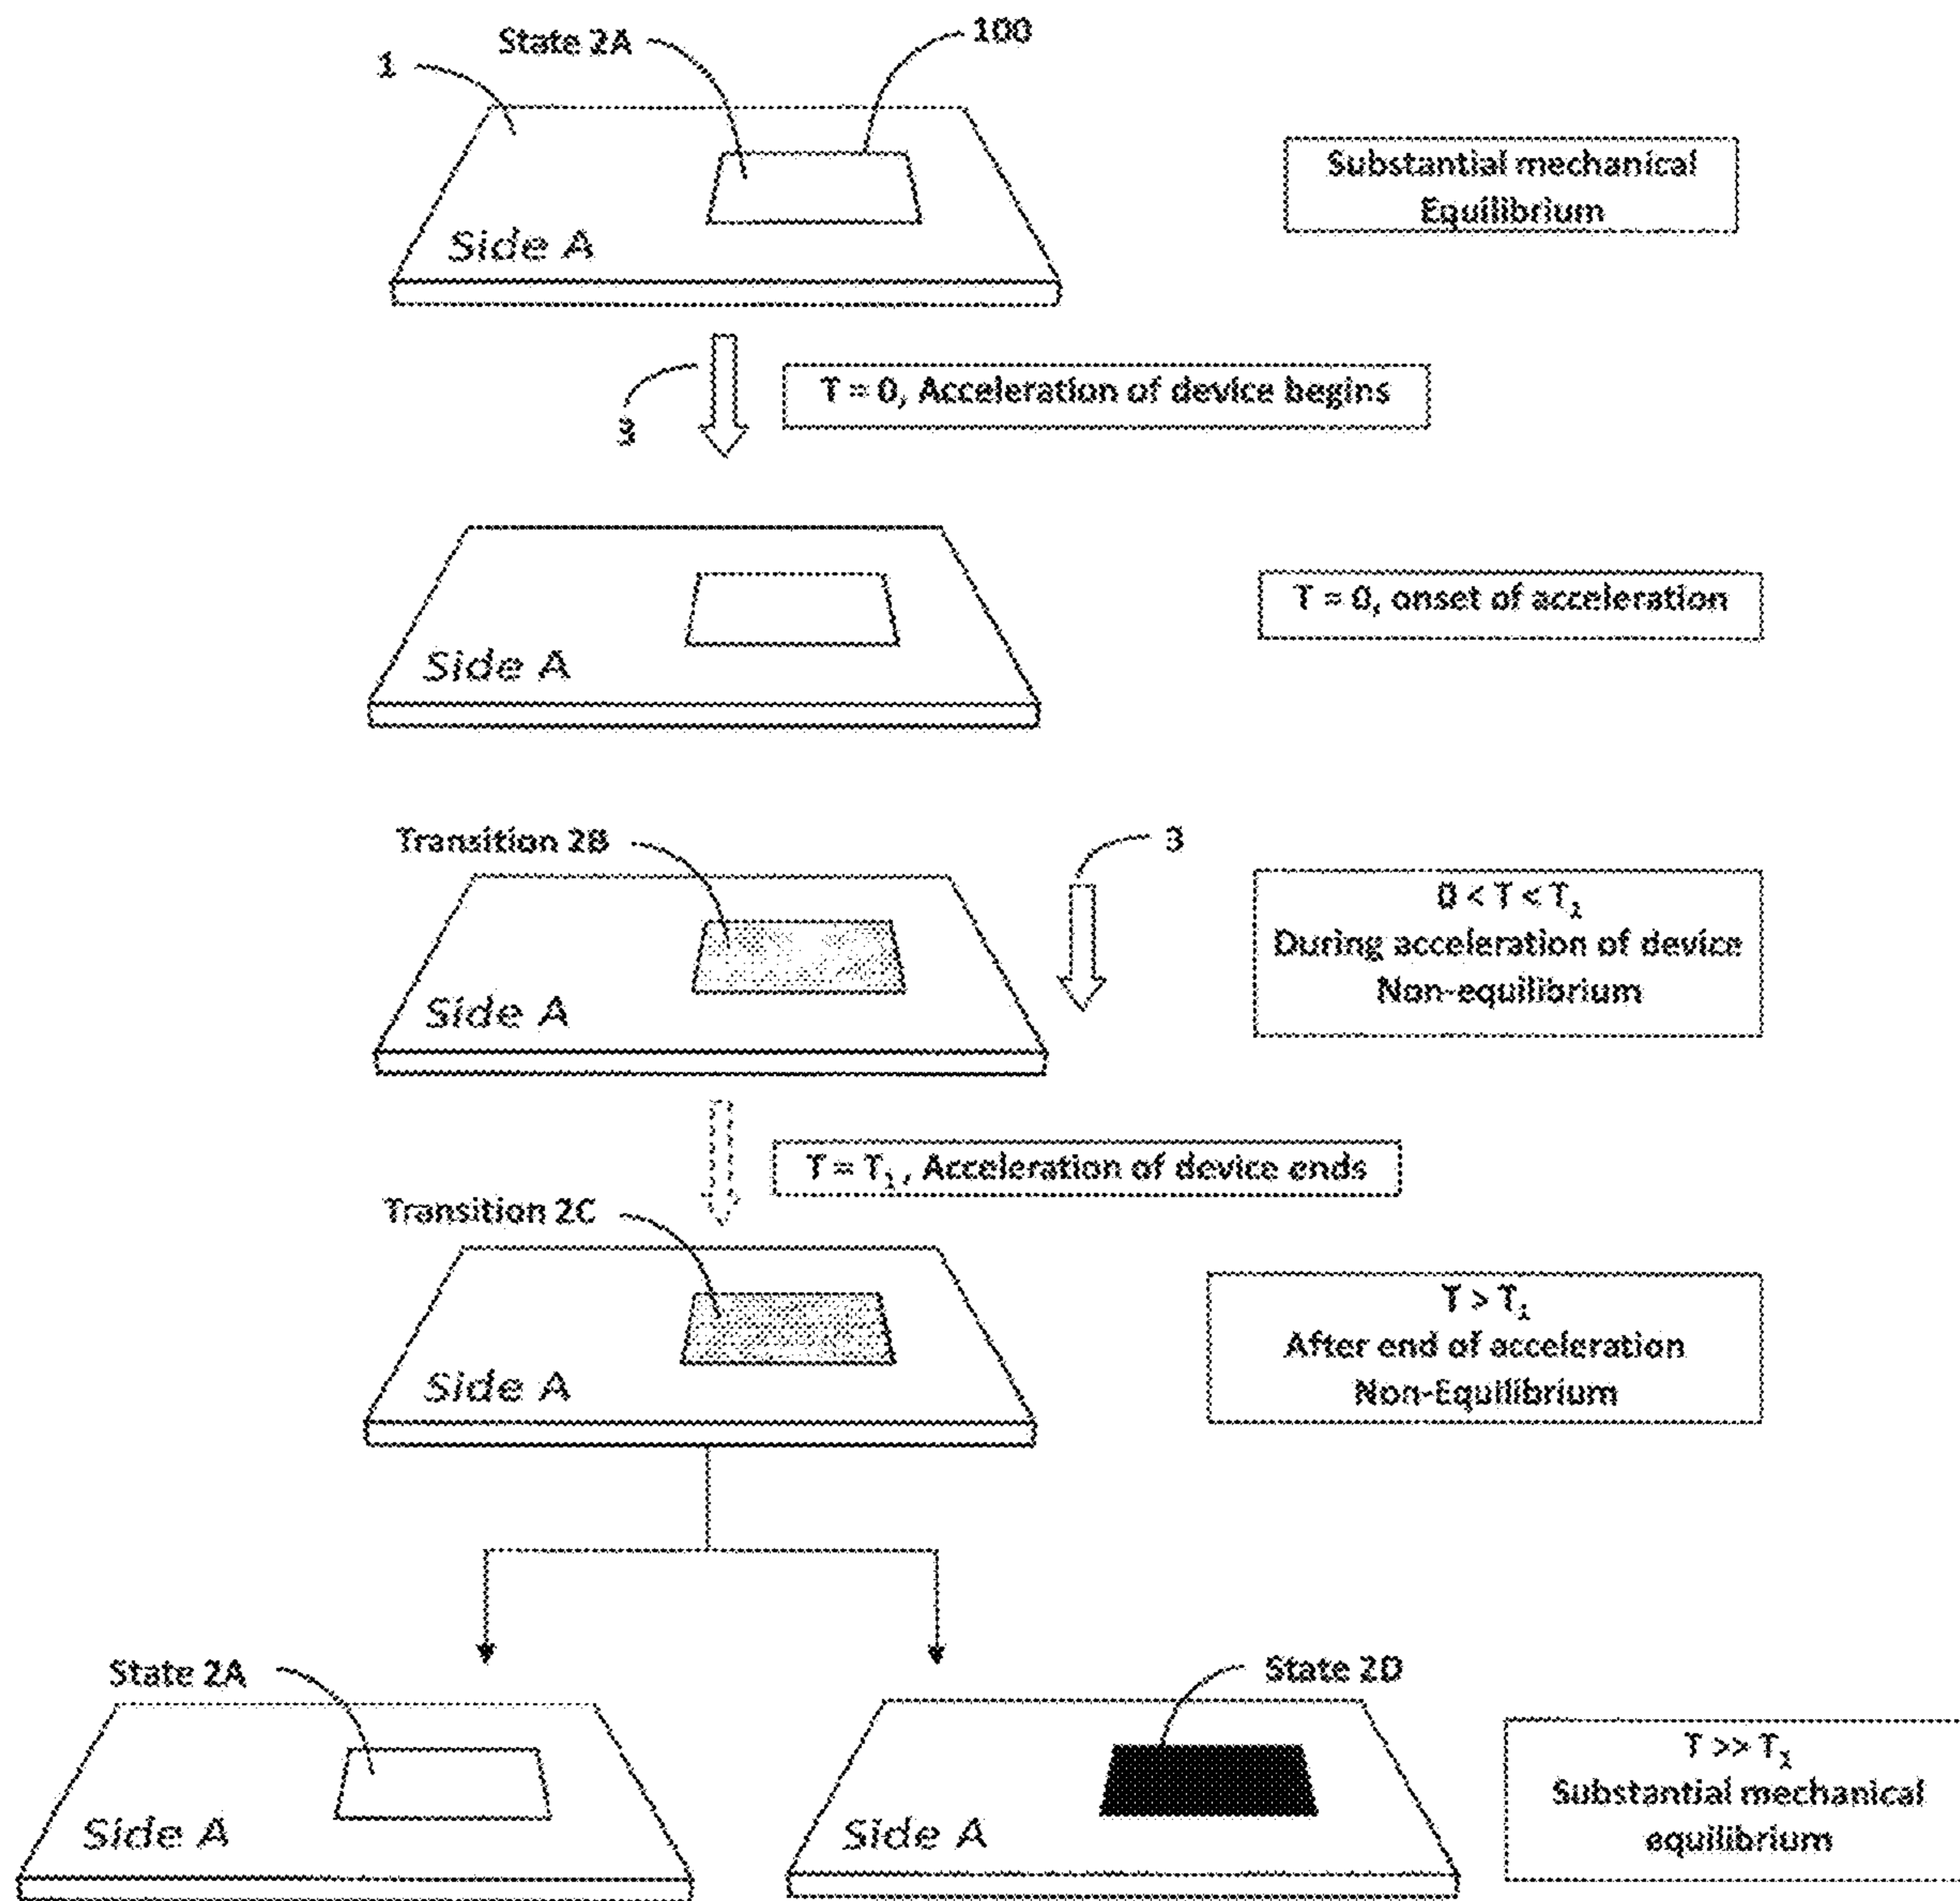 State 2A
100
1
Substantial mechanical
Equilibrium
Side A
3
T = 0, Acceleration of device begins
T = 0, onset of acceleration
Side A
Transition 2B
3
0 < T < T₁
During acceleration of device
Non-equilibrium
Side A
T = T₁, Acceleration of device ends
Transition 2C
T > T₁
After end of acceleration
Non-Equilibrium
Side A
State 2A
State 2D
T >> T₁
Substantial mechanical
equilibrium
Side A
Side A